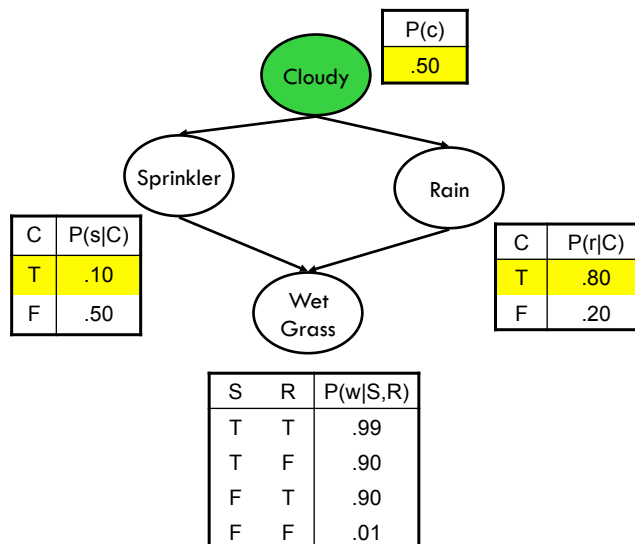 P(c)
.50
Cloudy
Sprinkler
Rain
C P(s|C)
T .10
F .50
C P(r|C)
T .80
F .20
Wet
Grass
S R P(w|S,R)
T T .99
T F .90
F T .90
F F .01